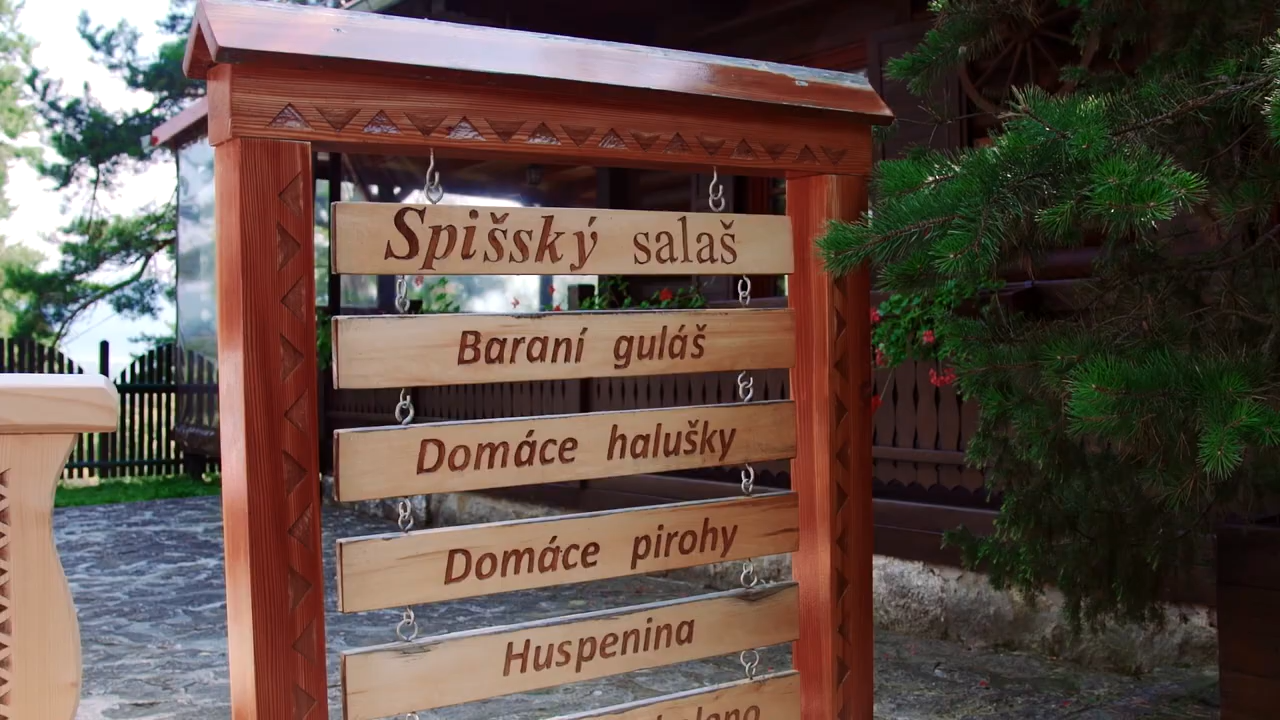 Spišský salaš
Baraní guláš
Domáce halušky
Domáce pirohy
Huspenina